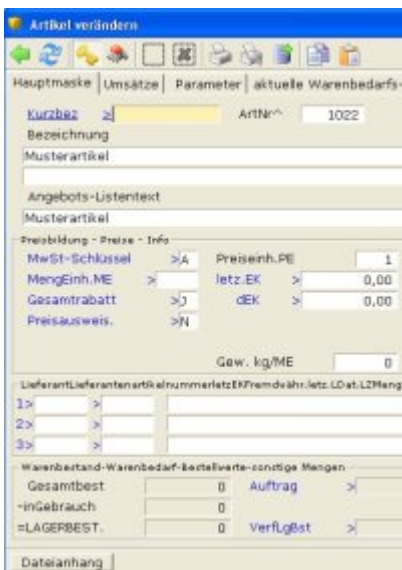 Artikel verändern
Hauptmaske Umsätze Parameter aktuelle Warenbedarfs-
Kurzbez > ArtNr^ 1022
Bezeichnung
Musterartikel
Angebots-Listentext
Musterartikel
Preisbildung - Preise - Info
MwSt-Schlüssel >A Preiseinh.PE 1
MengEinh.ME > letz.EK > 0,00
Gesamtrabatt >J dEK > 0,00
Preisausweis. >N
Gew. kg/ME 0
LieferantLieferantenartikelnummerletzEKFremdwähr.letz.LDat.LZMeng
1> >
2> >
3> >
Warenbestand-Warenbedarf-Bestellwerte-sonstige Mengen
Gesamtbest 0 Auftrag >
-inGebrauch 0
=LAGERBEST. 0 VerfLgBst >
Dateianhang